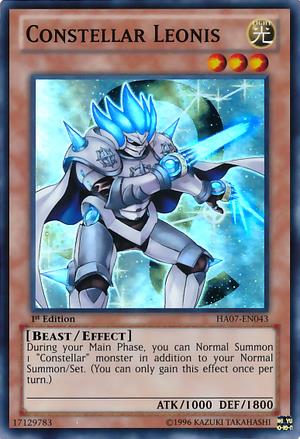 CONSTELLAR LEONIS
LIGHT
光
1st Edition
HA07-EN043
[BEAST/EFFECT]
During your Main Phase, you can Normal Summon
1 "Constellar" monster in addition to your Normal
Summon/Set. (You can only gain this effect once per
turn.)
ATK/1000 DEF/1800
17129783
©1996 KAZUKI TAKAHASHI